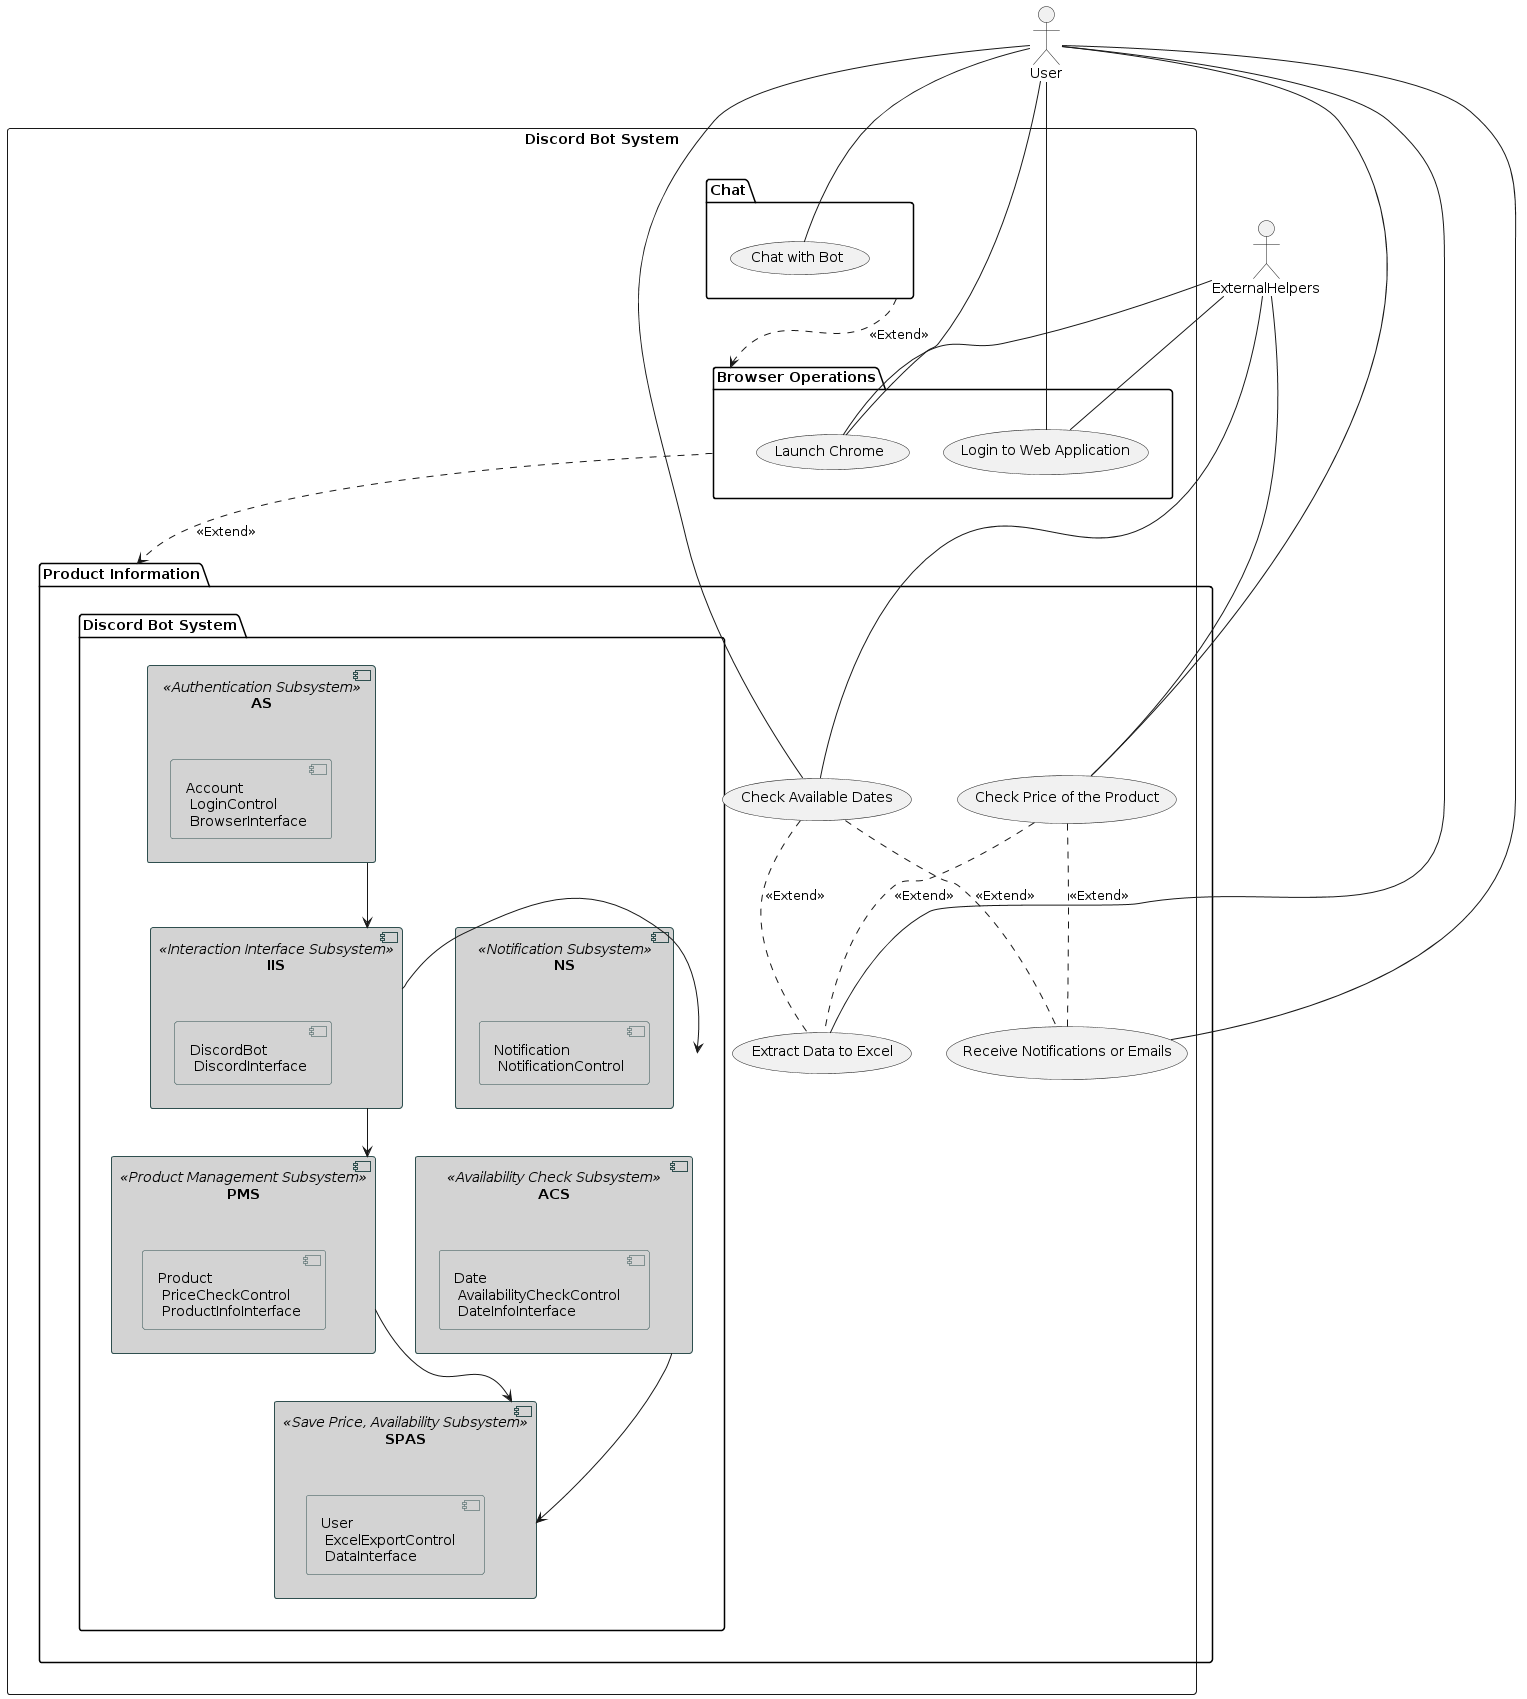 User
Discord Bot System
Chat
Chat with Bot
ExternalHelpers
«Extend»
Browser Operations
Launch Chrome
Login to Web Application
«Extend»
Product Information
Discord Bot System
«Authentication Subsystem»
AS
Account
LoginControl
BrowserInterface
Check Available Dates
Check Price of the Product
«Extend»
«Extend»
«Extend»
«Extend»
«Interaction Interface Subsystem»
IIS
DiscordBot
DiscordInterface
«Notification Subsystem»
NS
Notification
NotificationControl
Extract Data to Excel
Receive Notifications or Emails
«Product Management Subsystem»
PMS
Product
PriceCheckControl
ProductInfoInterface
«Availability Check Subsystem»
ACS
Date
AvailabilityCheckControl
DateInfoInterface
«Save Price, Availability Subsystem»
SPAS
User
ExcelExportControl
DataInterface